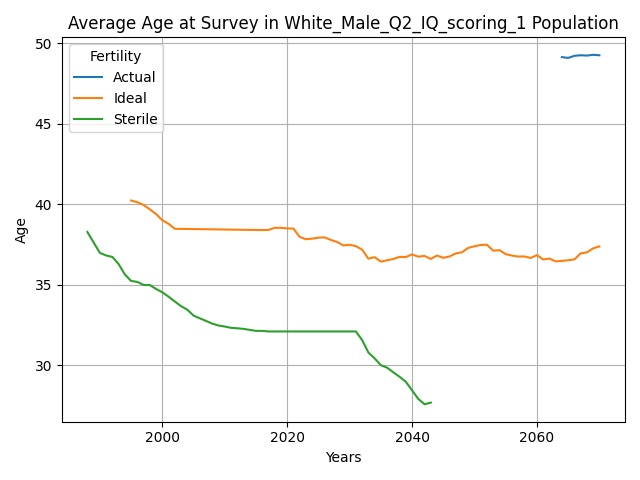 Average Age at Survey in White_Male_Q2_IQ_scoring_1 Population
50
45
40
35
30
Age
Fertility
Actual
Ideal
Sterile
2000
2020
2040
2060
Years